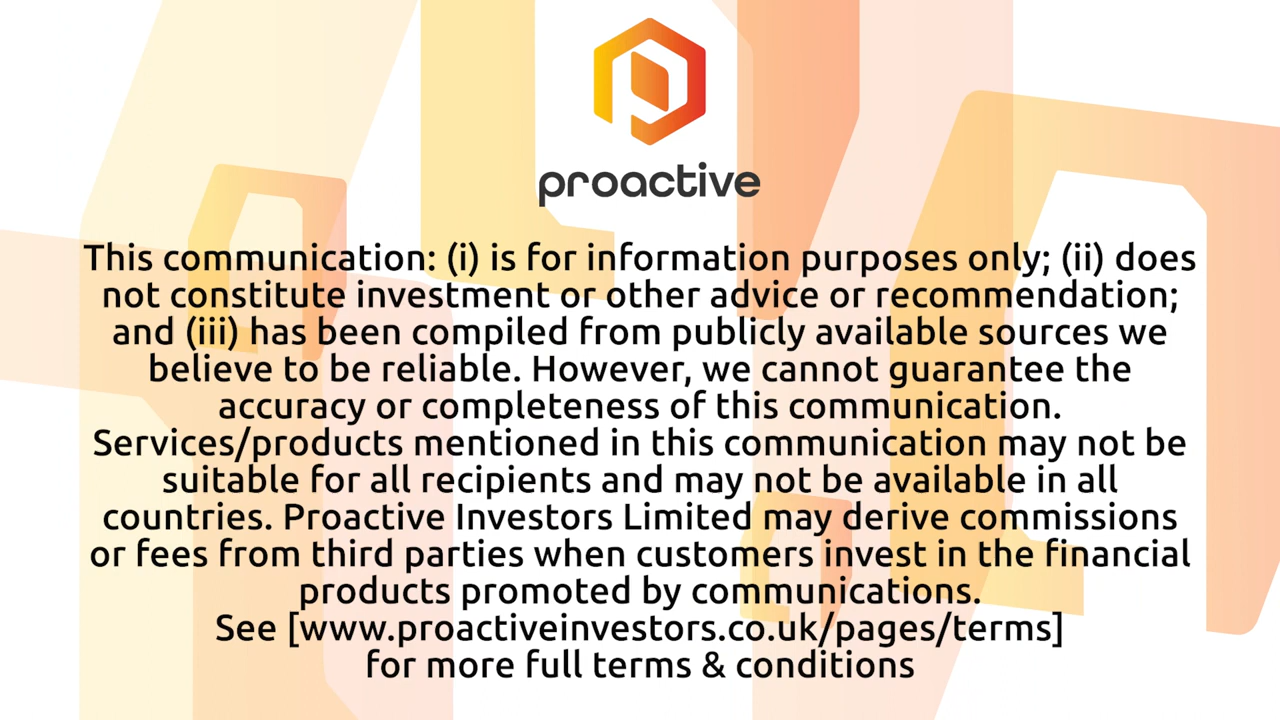 proactive
This communication: (i) is for information purposes only; (ii) does
not constitute investment or other advice or recommendation;
and (iii) has been compiled from publicly available sources we
believe to be reliable. However, we cannot guarantee the
accuracy or completeness of this communication.
Services/products mentioned in this communication may not be
suitable for all recipients and may not be available in all
countries. Proactive Investors Limited may derive commissions
or fees from third parties when customers invest in the financial
products promoted by communications.
See [www.proactiveinvestors.co.uk/pages/terms]
for more full terms & conditions